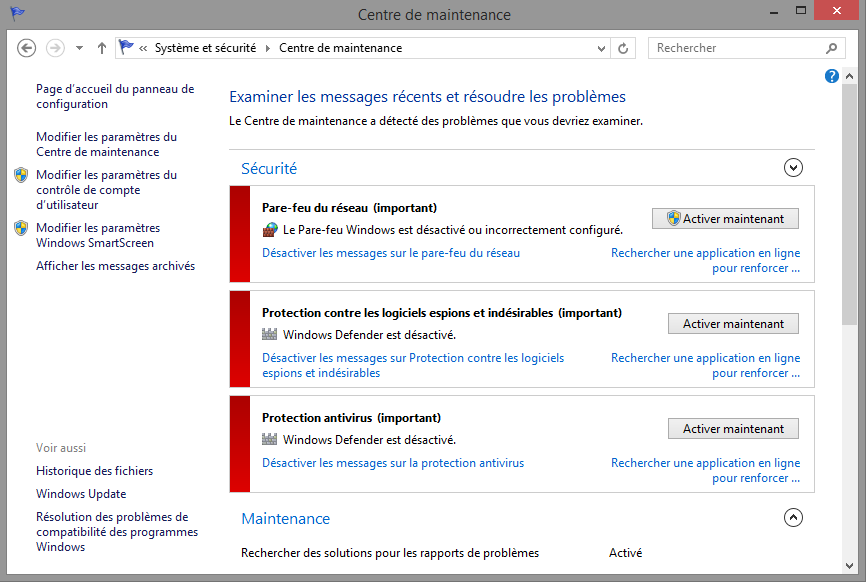 Centre de maintenance
« Système et sécurité Centre de maintenance
Rechercher
?
Page d'accueil du panneau de
configuration
Modifier les paramètres du
Centre de maintenance
Modifier les paramètres du
contrôle de compte
d'utilisateur
Modifier les paramètres
Windows SmartScreen
Afficher les messages archivés
Voir aussi
Historique des fichiers
Windows Update
Résolution des problèmes de
compatibilité des programmes
Windows
Examiner les messages récents et résoudre les problèmes
Le Centre de maintenance a détecté des problèmes que vous devriez examiner.
Sécurité
Pare-feu du réseau (important)
Le Pare-feu Windows est désactivé ou incorrectement configuré.
Activer maintenant
Désactiver les messages sur le pare-feu du réseau
Rechercher une application en ligne
pour renforcer ...
Protection contre les logiciels espions et indésirables (important)
Windows Defender est désactivé.
Activer maintenant
Désactiver les messages sur Protection contre les logiciels
espions et indésirables
Rechercher une application en ligne
pour renforcer ...
Protection antivirus (important)
Windows Defender est désactivé.
Activer maintenant
Désactiver les messages sur la protection antivirus
Rechercher une application en ligne
pour renforcer ...
Maintenance
Rechercher des solutions pour les rapports de problèmes Activé